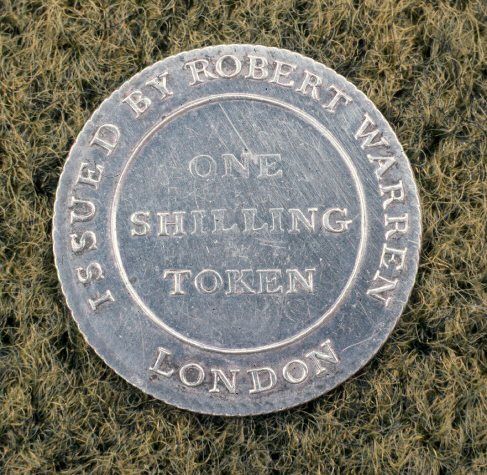 ISSUED BY ROBERT WARREN
ONE
SHILLING
TOKEN
LONDON